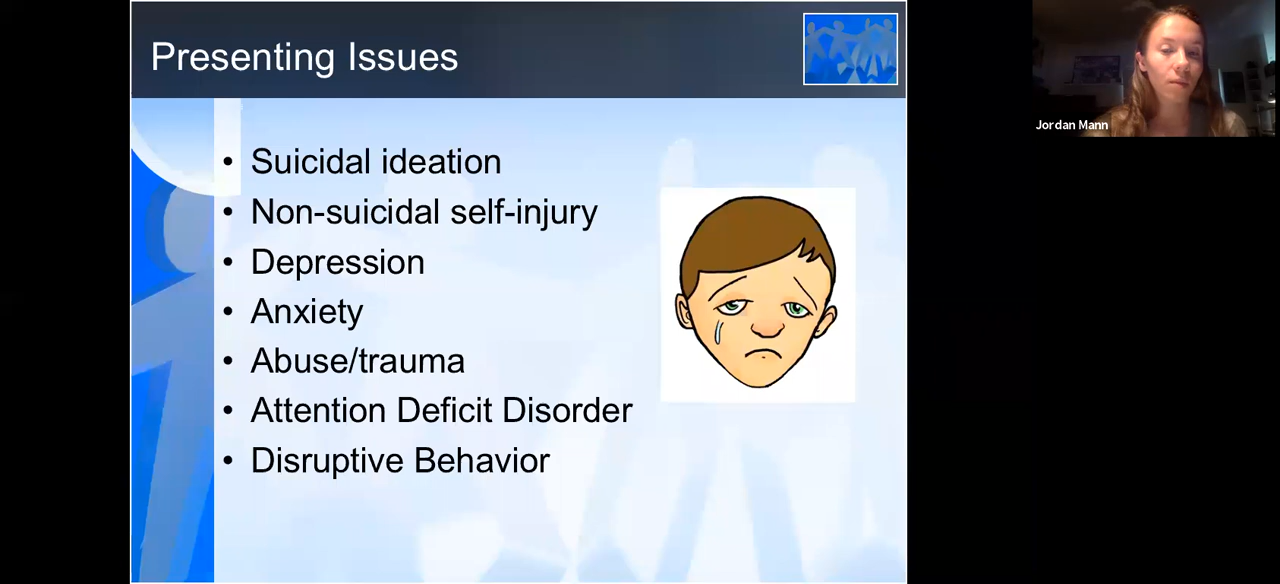 Presenting Issues
• Suicidal ideation
• Non-suicidal self-injury
• Depression
• Anxiety
• Abuse/trauma
• Attention Deficit Disorder
• Disruptive Behavior
Jordan Mann